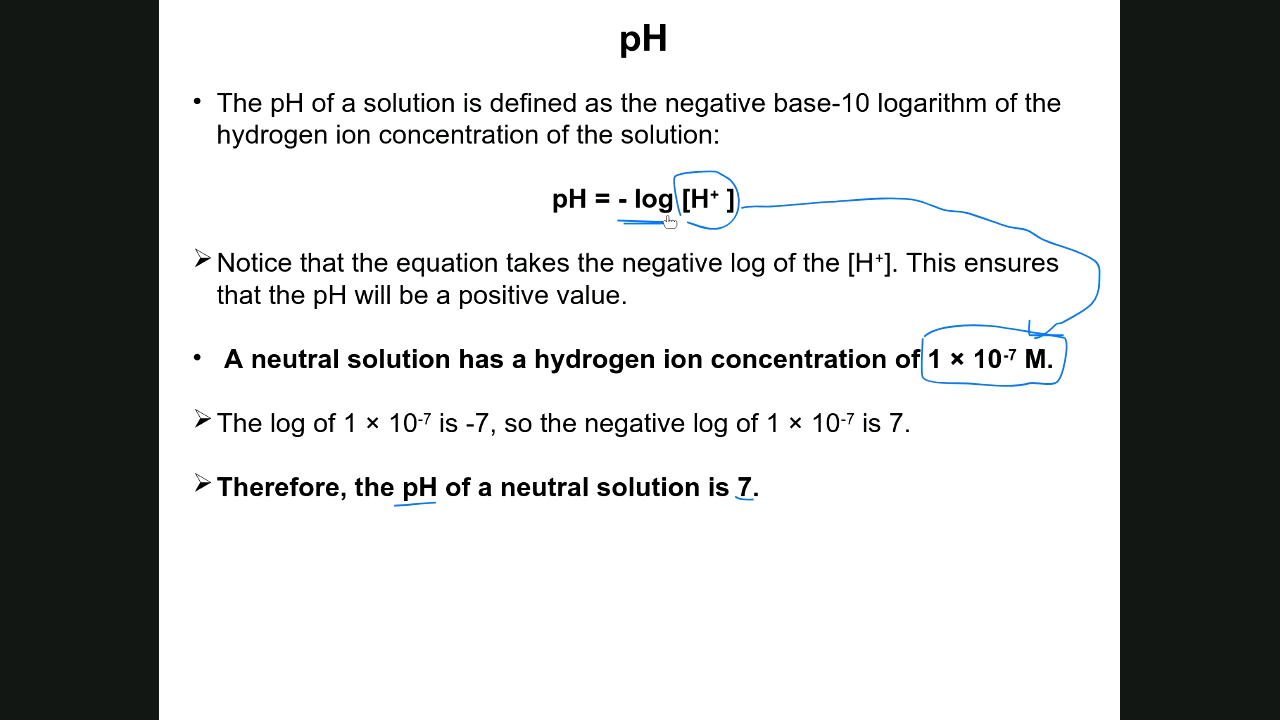 pH
• The pH of a solution is defined as the negative base-10 logarithm of the
hydrogen ion concentration of the solution:
pH = - log [H⁺ ]
➢ Notice that the equation takes the negative log of the [H⁺]. This ensures
that the pH will be a positive value.
• A neutral solution has a hydrogen ion concentration of 1 × 10⁻⁷ M.
➢ The log of 1 × 10⁻⁷ is -7, so the negative log of 1 × 10⁻⁷ is 7.
➢ Therefore, the pH of a neutral solution is 7.